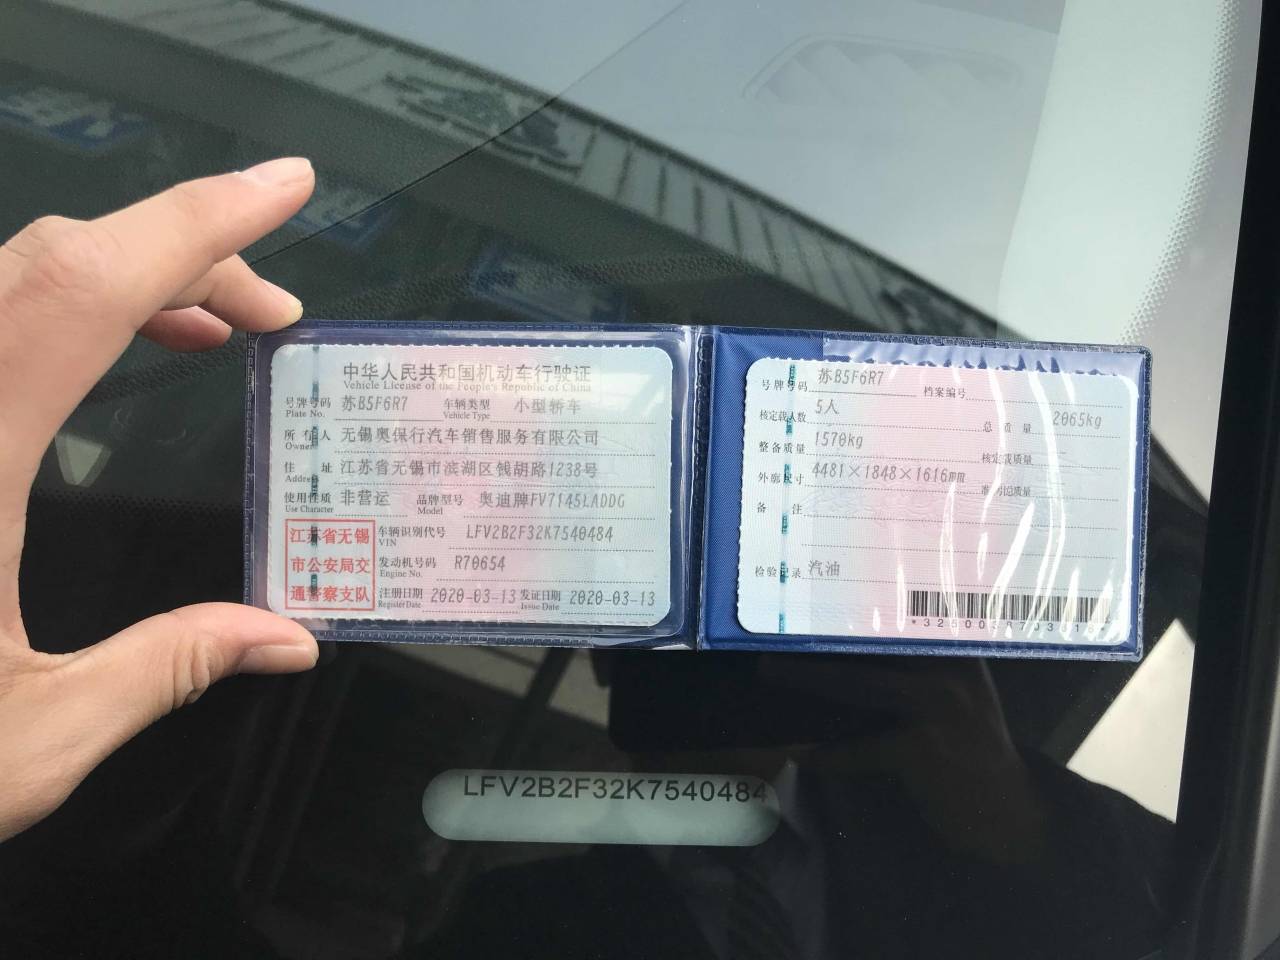 中华人民共和国机动车行驶证
Vehicle License of the People's Republic of China
号牌号码 苏B5F6R7 车辆类型 小型轿车
Plate No. Vehicle Type
所有人 无锡奥保行汽车销售服务有限公司
Owner
住址 江苏省无锡市滨湖区钱胡路1238号
Address
使用性质 非营运 品牌型号 奥迪牌FV7145LADDG
Use Character Model
江苏省无锡
市公安局交
通警察支队
车辆识别代号 LFV2B2F32K7540484
VIN
发动机号码 R70654
Engine No.
注册日期 2020-03-13 发证日期 2020-03-13
Register Date Issue Date
号牌号码 苏B5F6R7 档案编号
核定载人数 5人 总质量 2065kg
整备质量 1570kg 核定载质量
外廓尺寸 4481×1848×1616mm 准牵引总质量
备注
检验记录 汽油
LFV2B2F32K7540484